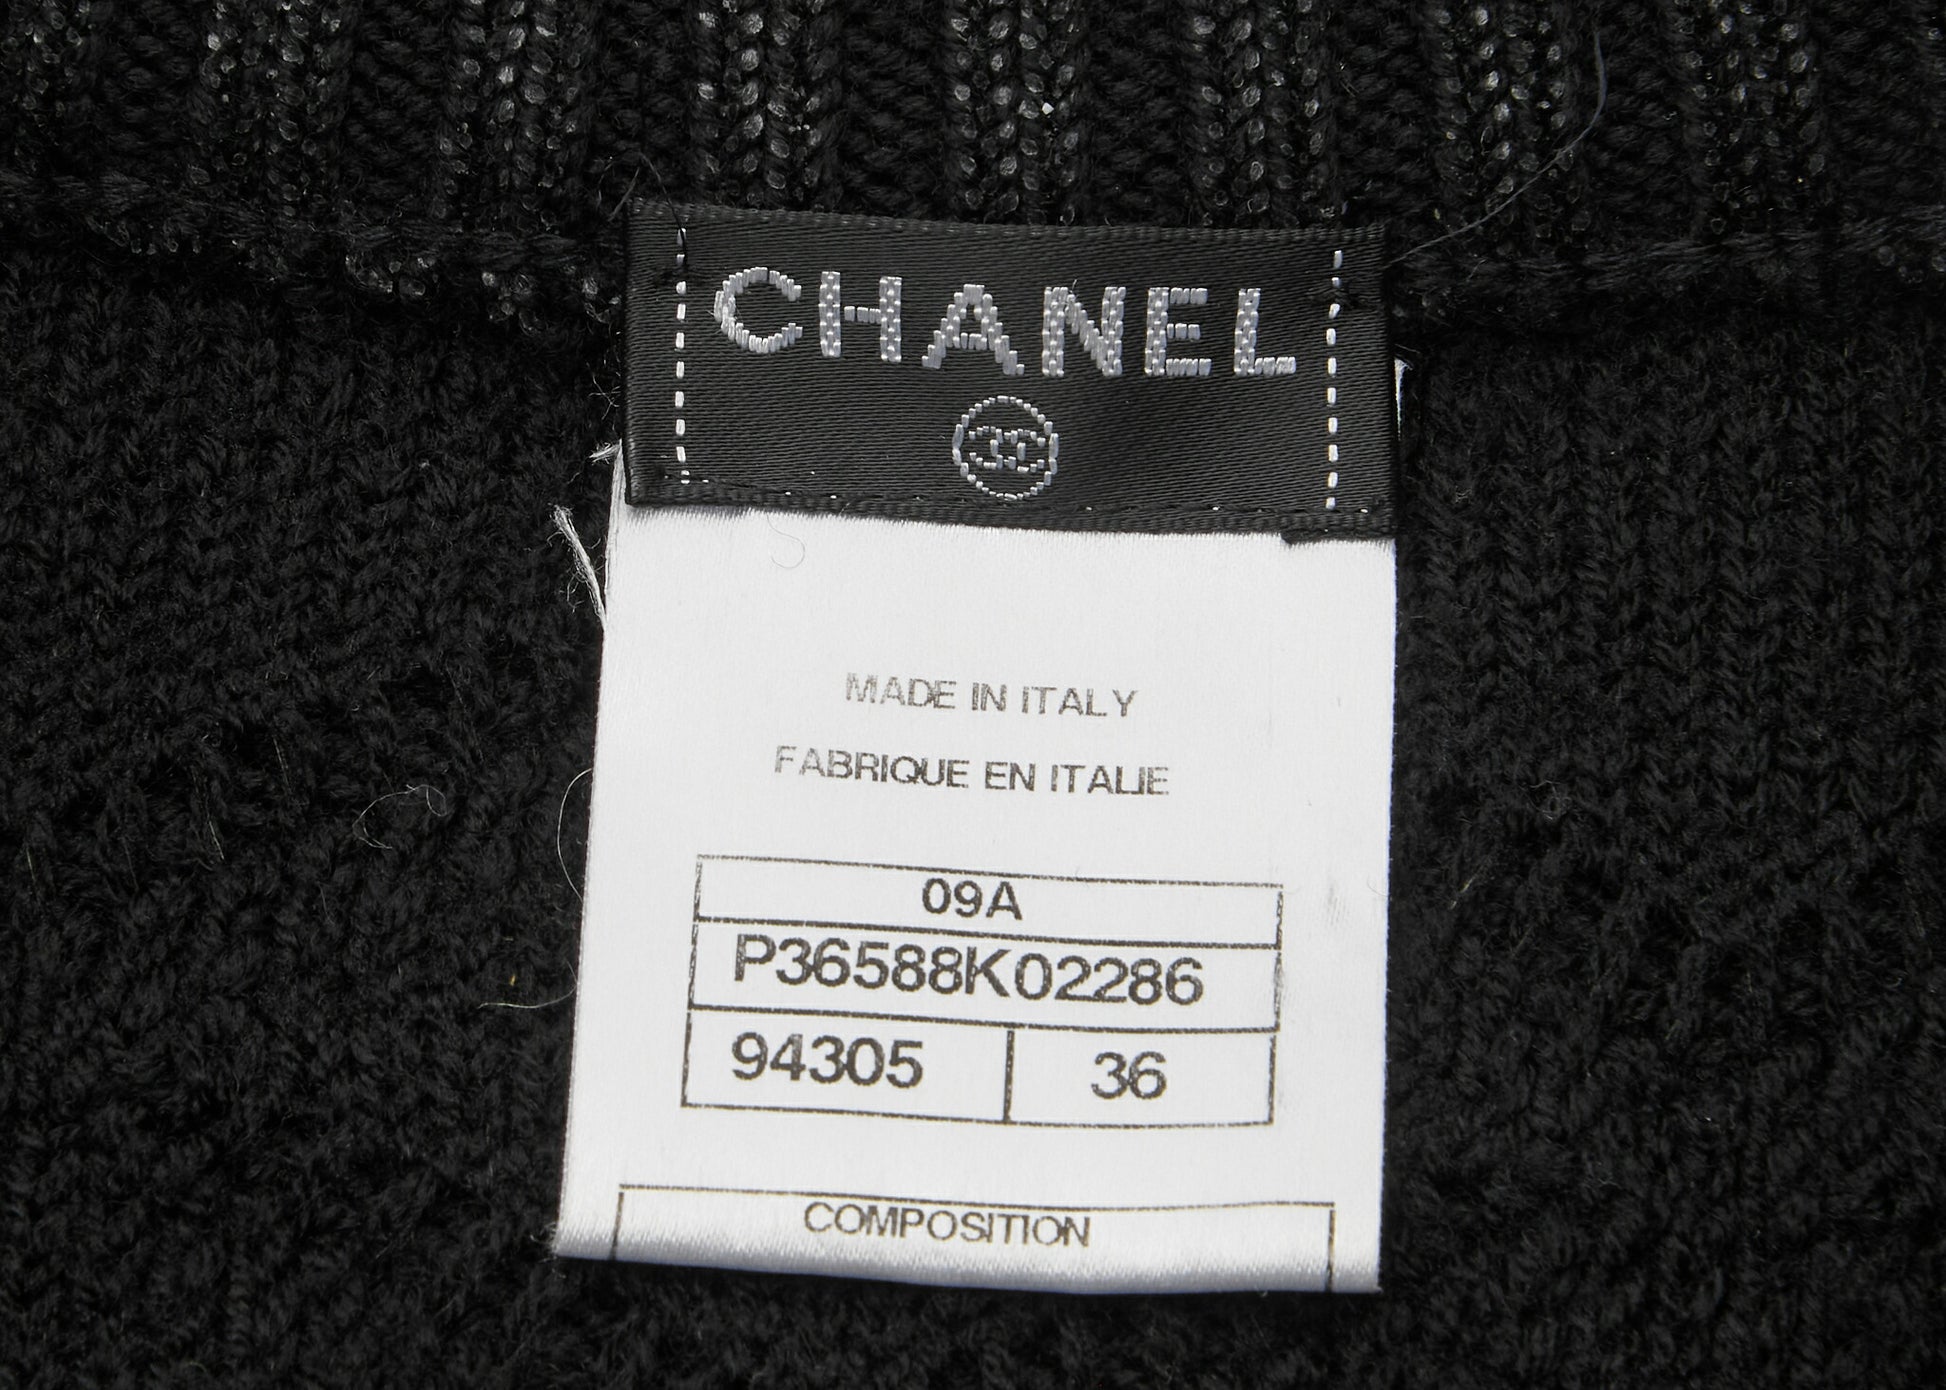 CHANEL
MADE IN ITALY
FABRIQUE EN ITALIE
09A
P36588K02286
94305 36
COMPOSITION